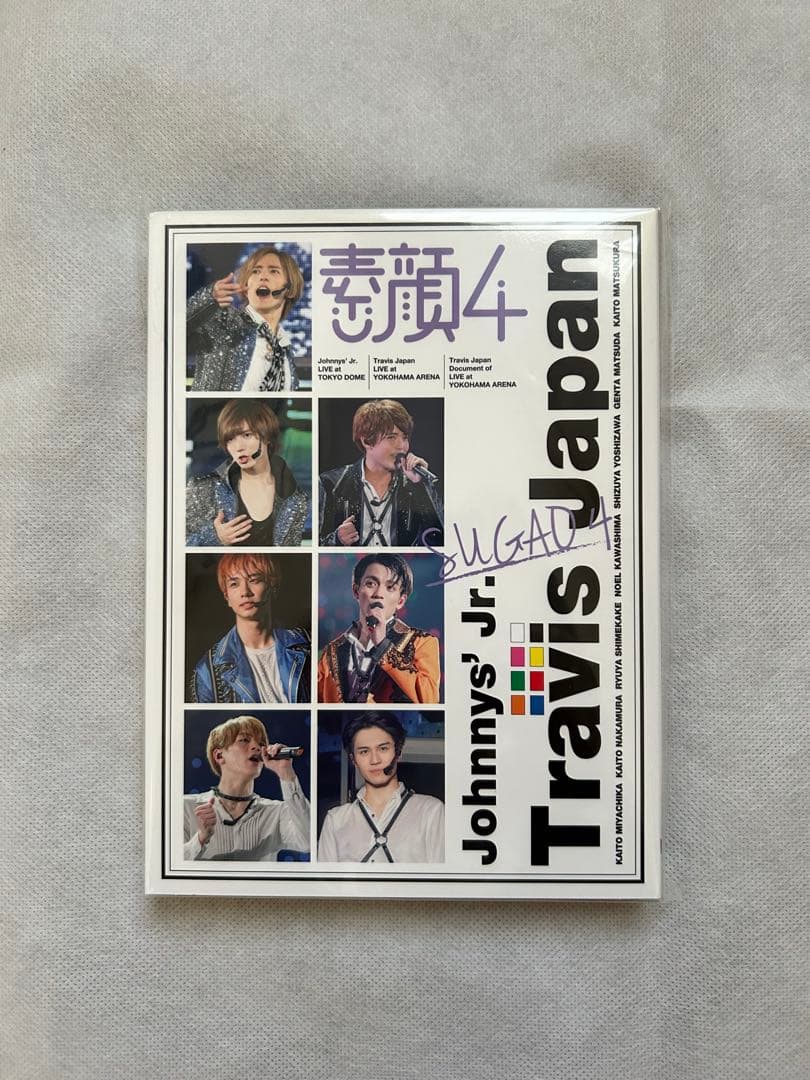 素顔4
Johnnys' Jr.
LIVE at
TOKYO DOME
Travis Japan
LIVE at
YOKOHAMA ARENA
Travis Japan
Document of
LIVE at
YOKOHAMA ARENA
SUGAO4
Johnnys' Jr.
Travis Japan
KAITO MIYACHIKA KAITO NAKAMURA RYUYA SHIMEKAKE NOEL KAWASHIMA SHIZUYA YOSHIZAWA GENTA MATSUDA KAITO MATSUKURA